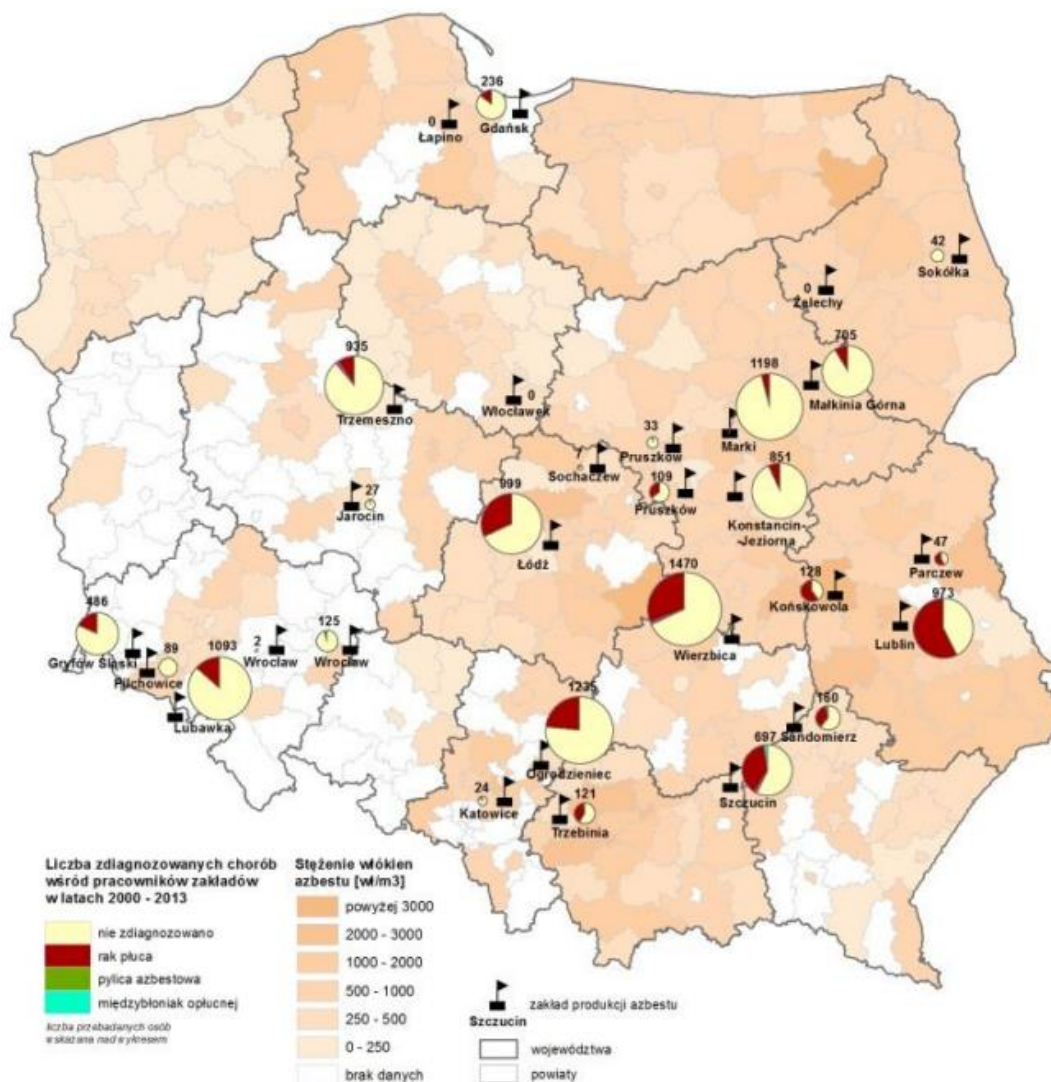 236
0
Łapino
Gdańsk
42
Sokółka
0
Żelechy
705
935
1198
Małkinia Górna
Trzemeszno
0
Włocławek
Marki
33
Pruszków
7
Sochaczew
851
999
109
Pruszków
27
Jarocin
Konstancin-
Jeziorna
Łódź
47
Parczew
1470
128
Końskowola
973
486
125
Lublin
2
Wierzbica
Gryfów Śląski
89
1093
Wrocław
Wrocław
Pilchowice
1235
160
Lubawka
697
Sandomierz
Ogrodzieniec
24
121
Szczucin
Katowice
Trzebinia
Liczba zdiagnozowanych chorób
wśród pracowników zakładów
w latach 2000 - 2013
nie zdiagnozowano
rak płuca
pylica azbestowa
międzybłoniak opłucnej
liczba przebadanych osób
wskazana nad wykresem
Stężenie włókien
azbestu [wł/m3]
powyżej 3000
2000 - 3000
1000 - 2000
500 - 1000
250 - 500
0 - 250
brak danych
zakład produkcji azbestu
Szczucin
województwa
powiaty